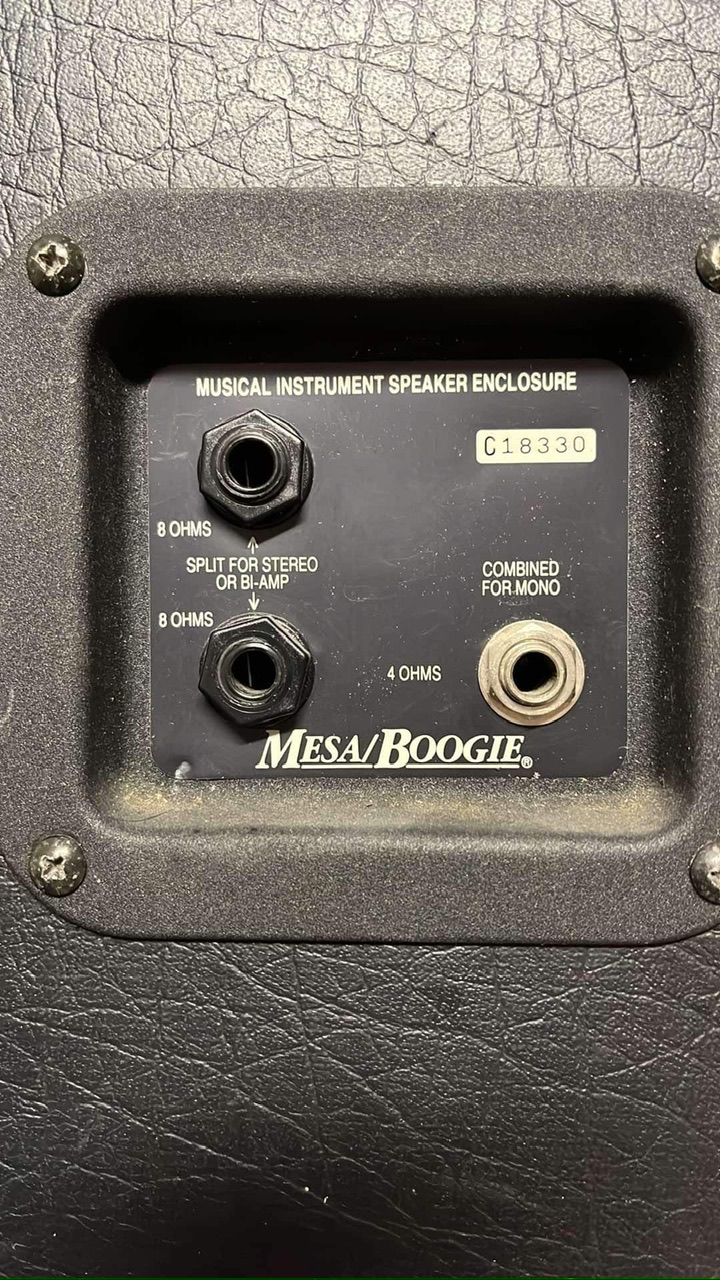 MUSICAL INSTRUMENT SPEAKER ENCLOSURE
C18330
8 OHMS
SPLIT FOR STEREO
OR BI-AMP
8 OHMS
COMBINED
FOR MONO
4 OHMS
MESA/BOOGIE®